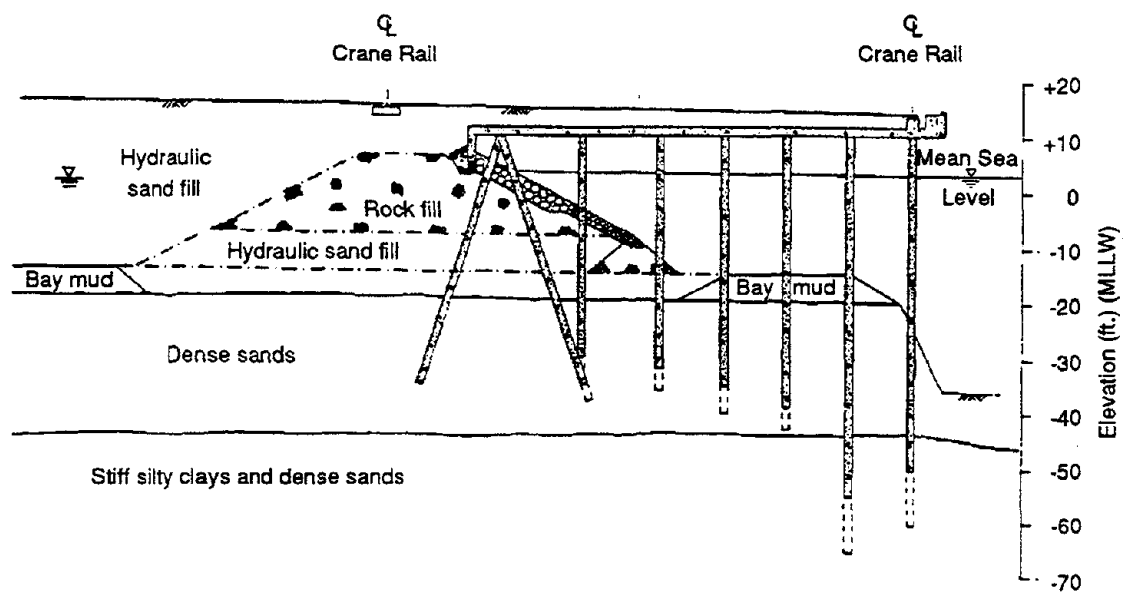 ℄
Crane Rail
℄
Crane Rail
Hydraulic
sand fill
Rock fill
Hydraulic sand fill
Bay mud
Bay mud
Dense sands
Stiff silty clays and dense sands
Mean Sea
Level
+20
+10
0
-10
-20
-30
-40
-50
-60
-70
Elevation (ft.) (MLLW)